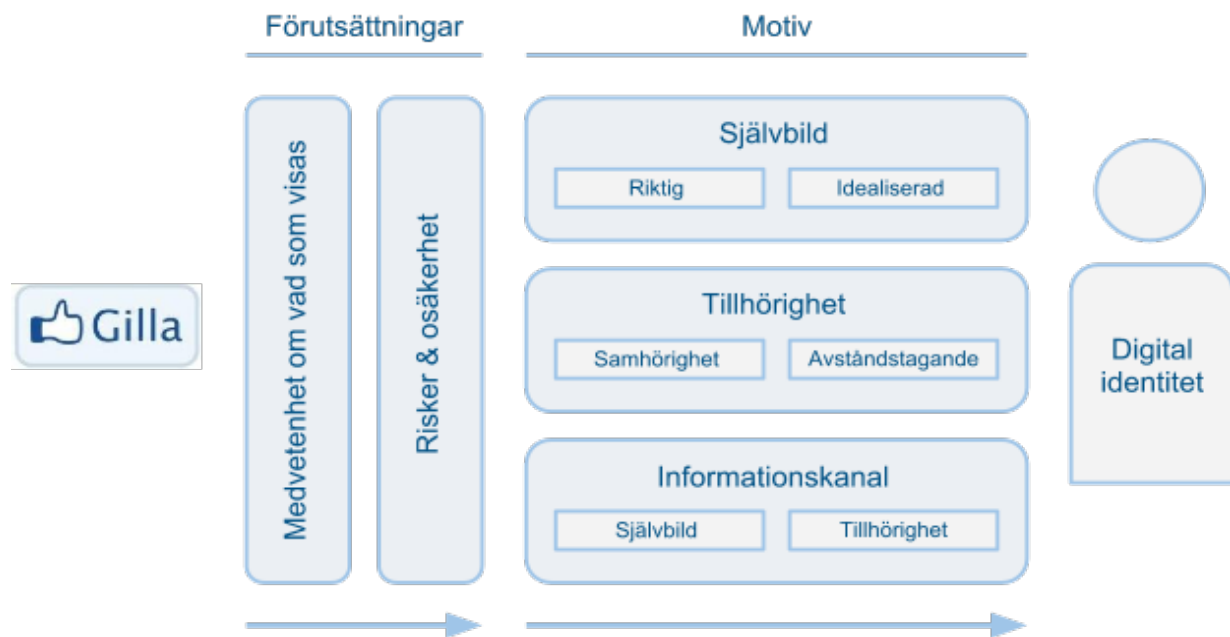 Förutsättningar
Motiv
Gilla
Medvetenhet om vad som visas
Risker & osäkerhet
Självbild
Riktig
Idealiserad
Tillhörighet
Samhörighet
Avståndstagande
Informationskanal
Självbild
Tillhörighet
Digital
identitet